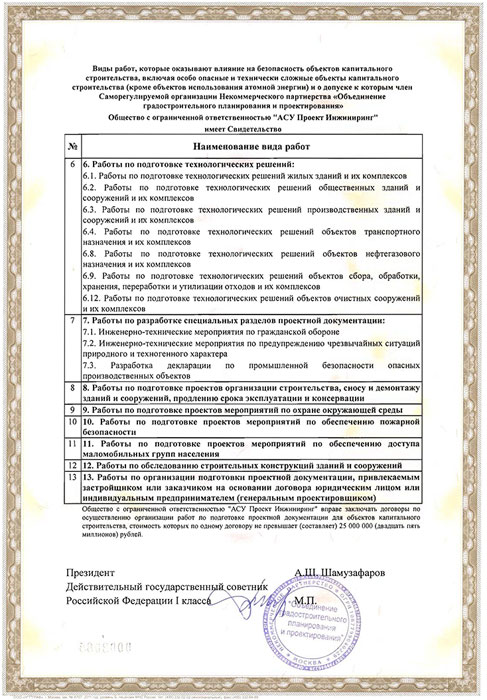 Виды работ, которые оказывают влияние на безопасность объектов капитального
строительства, включая особо опасные и технически сложные объекты капитального
строительства (кроме объектов использования атомной энергии) и о допуске к которым член
Саморегулируемой организации Некоммерческого партнерства «Объединение
градостроительного планирования и проектирования»
Общество с ограниченной ответственностью "АСУ Проект Инжиниринг"
имеет Свидетельство
№ Наименование вида работ
6 6. Работы по подготовке технологических решений:
6.1. Работы по подготовке технологических решений жилых зданий и их комплексов
6.2. Работы по подготовке технологических решений общественных зданий и
сооружений и их комплексов
6.3. Работы по подготовке технологических решений производственных зданий и
сооружений и их комплексов
6.4. Работы по подготовке технологических решений объектов транспортного
назначения и их комплексов
6.8. Работы по подготовке технологических решений объектов нефтегазового
назначения и их комплексов
6.9. Работы по подготовке технологических решений объектов сбора, обработки,
хранения, переработки и утилизации отходов и их комплексов
6.12. Работы по подготовке технологических решений объектов очистных сооружений
и их комплексов
7 7. Работы по разработке специальных разделов проектной документации:
7.1. Инженерно-технические мероприятия по гражданской обороне
7.2. Инженерно-технические мероприятия по предупреждению чрезвычайных ситуаций
природного и техногенного характера
7.3. Разработка декларации по промышленной безопасности опасных
производственных объектов
8 8. Работы по подготовке проектов организации строительства, сносу и демонтажу
зданий и сооружений, продлению срока эксплуатации и консервации
9 9. Работы по подготовке проектов мероприятий по охране окружающей среды
10 10. Работы по подготовке проектов мероприятий по обеспечению пожарной
безопасности
11 11. Работы по подготовке проектов мероприятий по обеспечению доступа
маломобильных групп населения
12 12. Работы по обследованию строительных конструкций зданий и сооружений
13 13. Работы по организации подготовки проектной документации, привлекаемым
застройщиком или заказчиком на основании договора юридическим лицом или
индивидуальным предпринимателем (генеральным проектировщиком)
Общество с ограниченной ответственностью "АСУ Проект Инжиниринг" вправе заключать договоры по
осуществлению организации работ по подготовке проектной документации для объектов капитального
строительства, стоимость которых по одному договору не превышает (составляет) 25 000 000 (двадцать пять
миллионов) рублей.
Президент А.Ш. Шамузафаров
Действительный государственный советник
Российской Федерации I класса М.П.
Объединение
градостроительного
планирования
и проектирования
МОСКВА